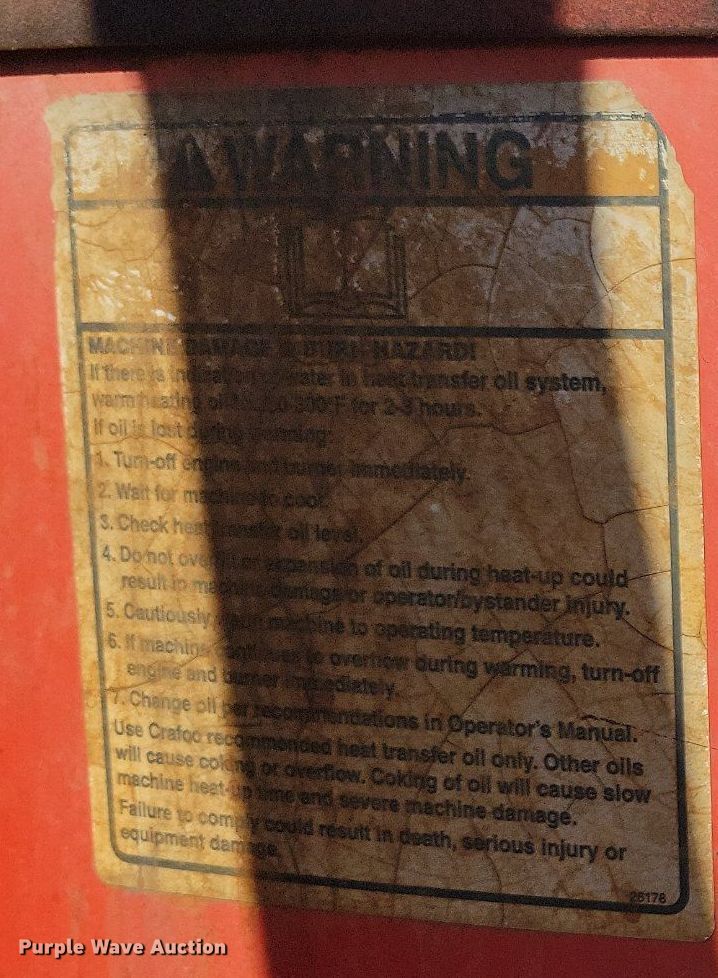 WARNING
MACHINE DAMAGE & BURN HAZARD!
If there is indication of water in heat transfer oil system,
warm heating oil to 300°F for 2-3 hours.
If oil is lost during warming:
1. Turn-off engine and burner immediately.
2. Wait for machine to cool.
3. Check heat transfer oil level.
4. Do not overfill or expansion of oil during heat-up could
result in machine damage or operator/bystander injury.
5. Cautiously warm machine to operating temperature.
6. If machine continues to overflow during warming, turn-off
engine and burner immediately.
7. Change oil per recommendations in Operator's Manual.
Use Crafco recommended heat transfer oil only. Other oils
will cause coking or overflow. Coking of oil will cause slow
machine heat-up time and severe machine damage.
Failure to comply could result in death, serious injury or
equipment damage.
26178
Purple Wave Auction